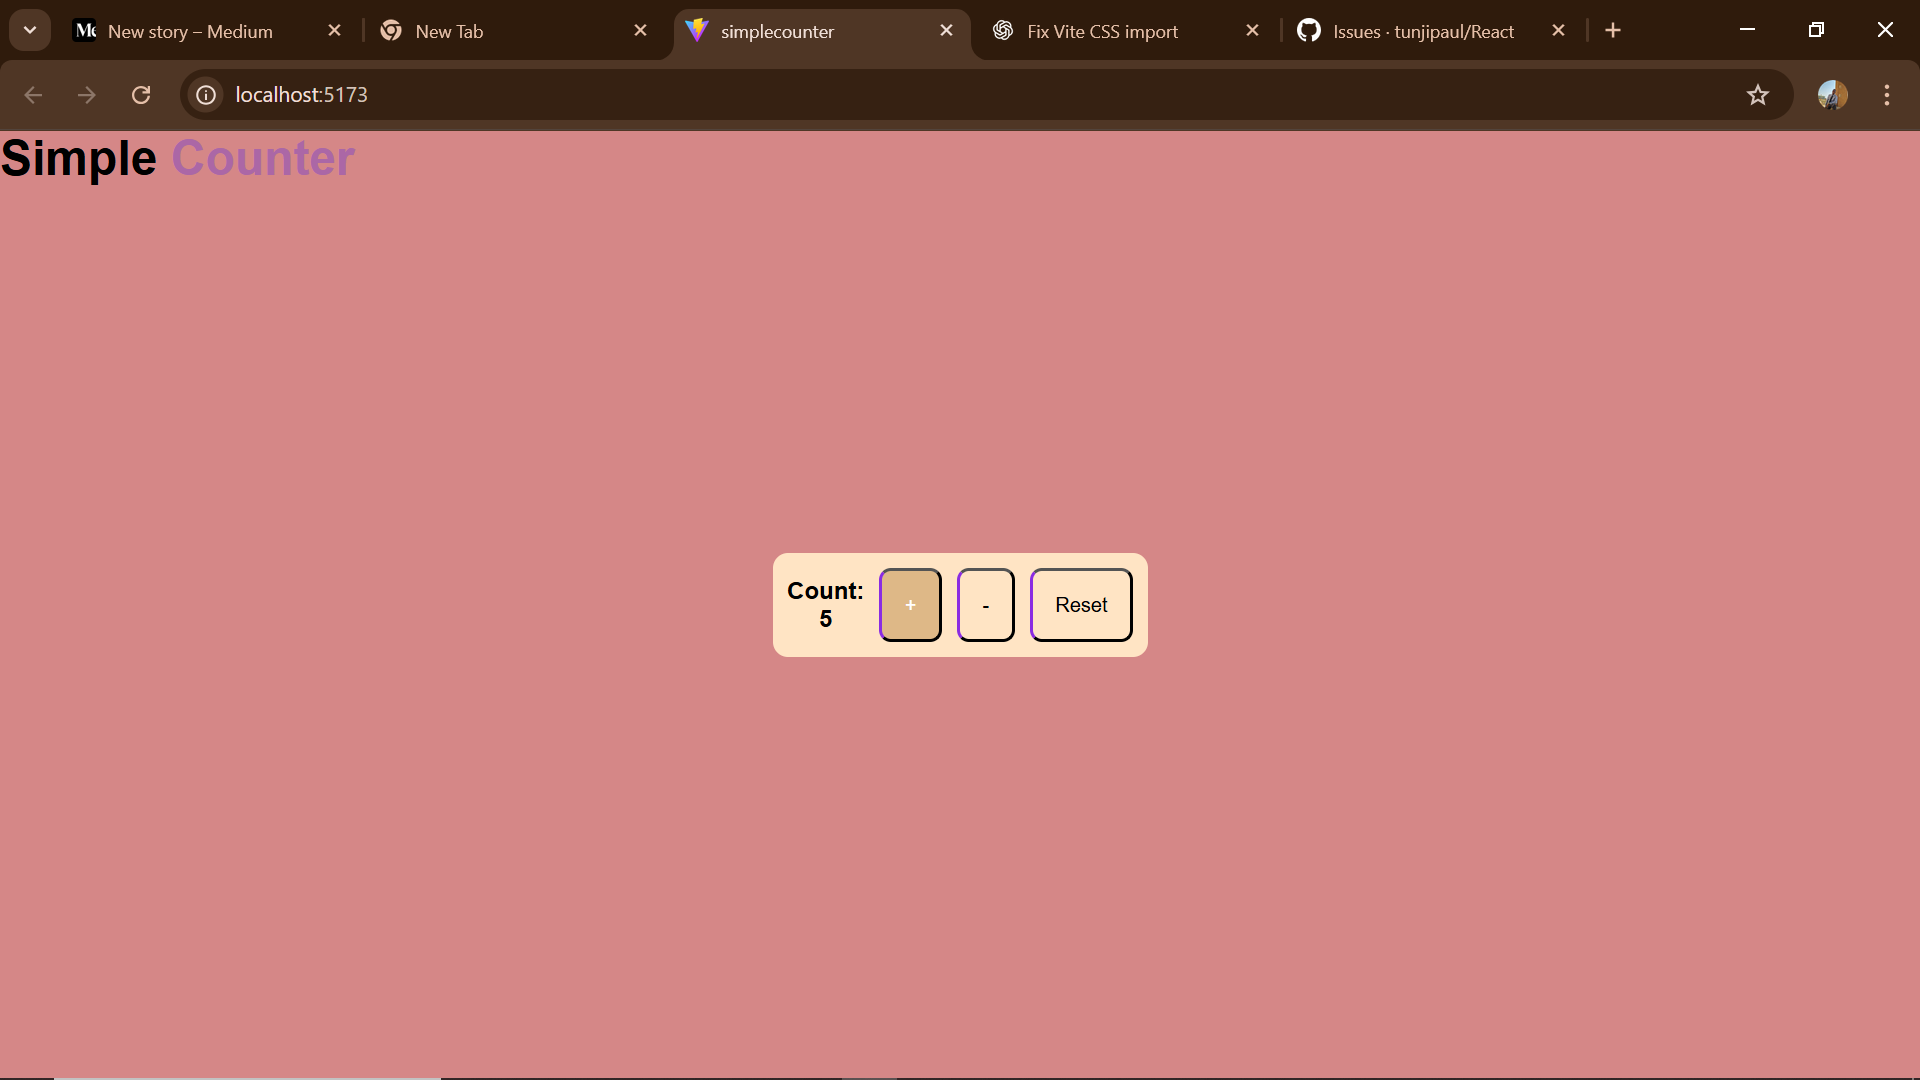 New story – Medium
New Tab
simplecounter
Fix Vite CSS import
Issues · tunjipaul/React
localhost:5173
Simple Counter
Count:
5
+
-
Reset